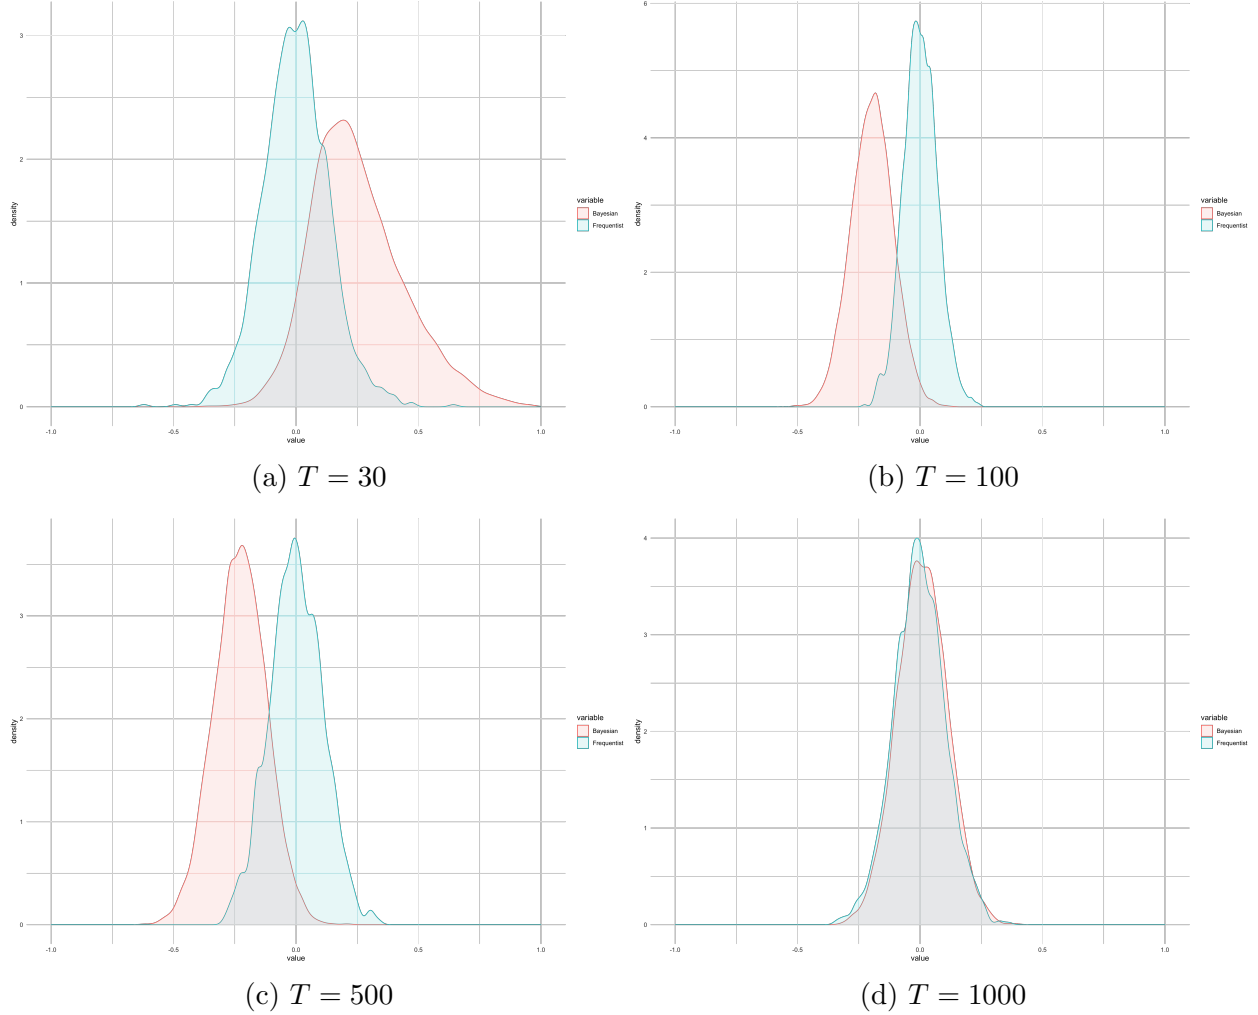 density
3
2
1
0
-1.0 -0.5 0.0 0.5 1.0
value
variable
Bayesian
Frequentist
(a) T = 30
density
6
4
2
0
-1.0 -0.5 0.0 0.5 1.0
value
variable
Bayesian
Frequentist
(b) T = 100
density
3
2
1
0
-1.0 -0.5 0.0 0.5 1.0
value
variable
Bayesian
Frequentist
(c) T = 500
density
4
3
2
1
0
-1.0 -0.5 0.0 0.5 1.0
value
variable
Bayesian
Frequentist
(d) T = 1000